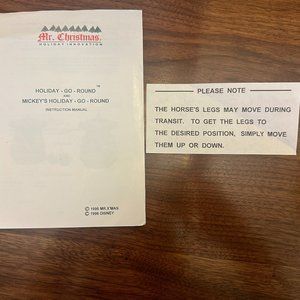 Mr. Christmas.
HOLIDAY INNOVATION
HOLIDAY - GO - ROUND™
AND
MICKEY'S HOLIDAY - GO - ROUND
INSTRUCTION MANUAL
© 1995 MR.XMAS
© 1996 DISNEY
PLEASE NOTE
THE HORSE'S LEGS MAY MOVE DURING
TRANSIT. TO GET THE LEGS TO
THE DESIRED POSITION, SIMPLY MOVE
THEM UP OR DOWN.